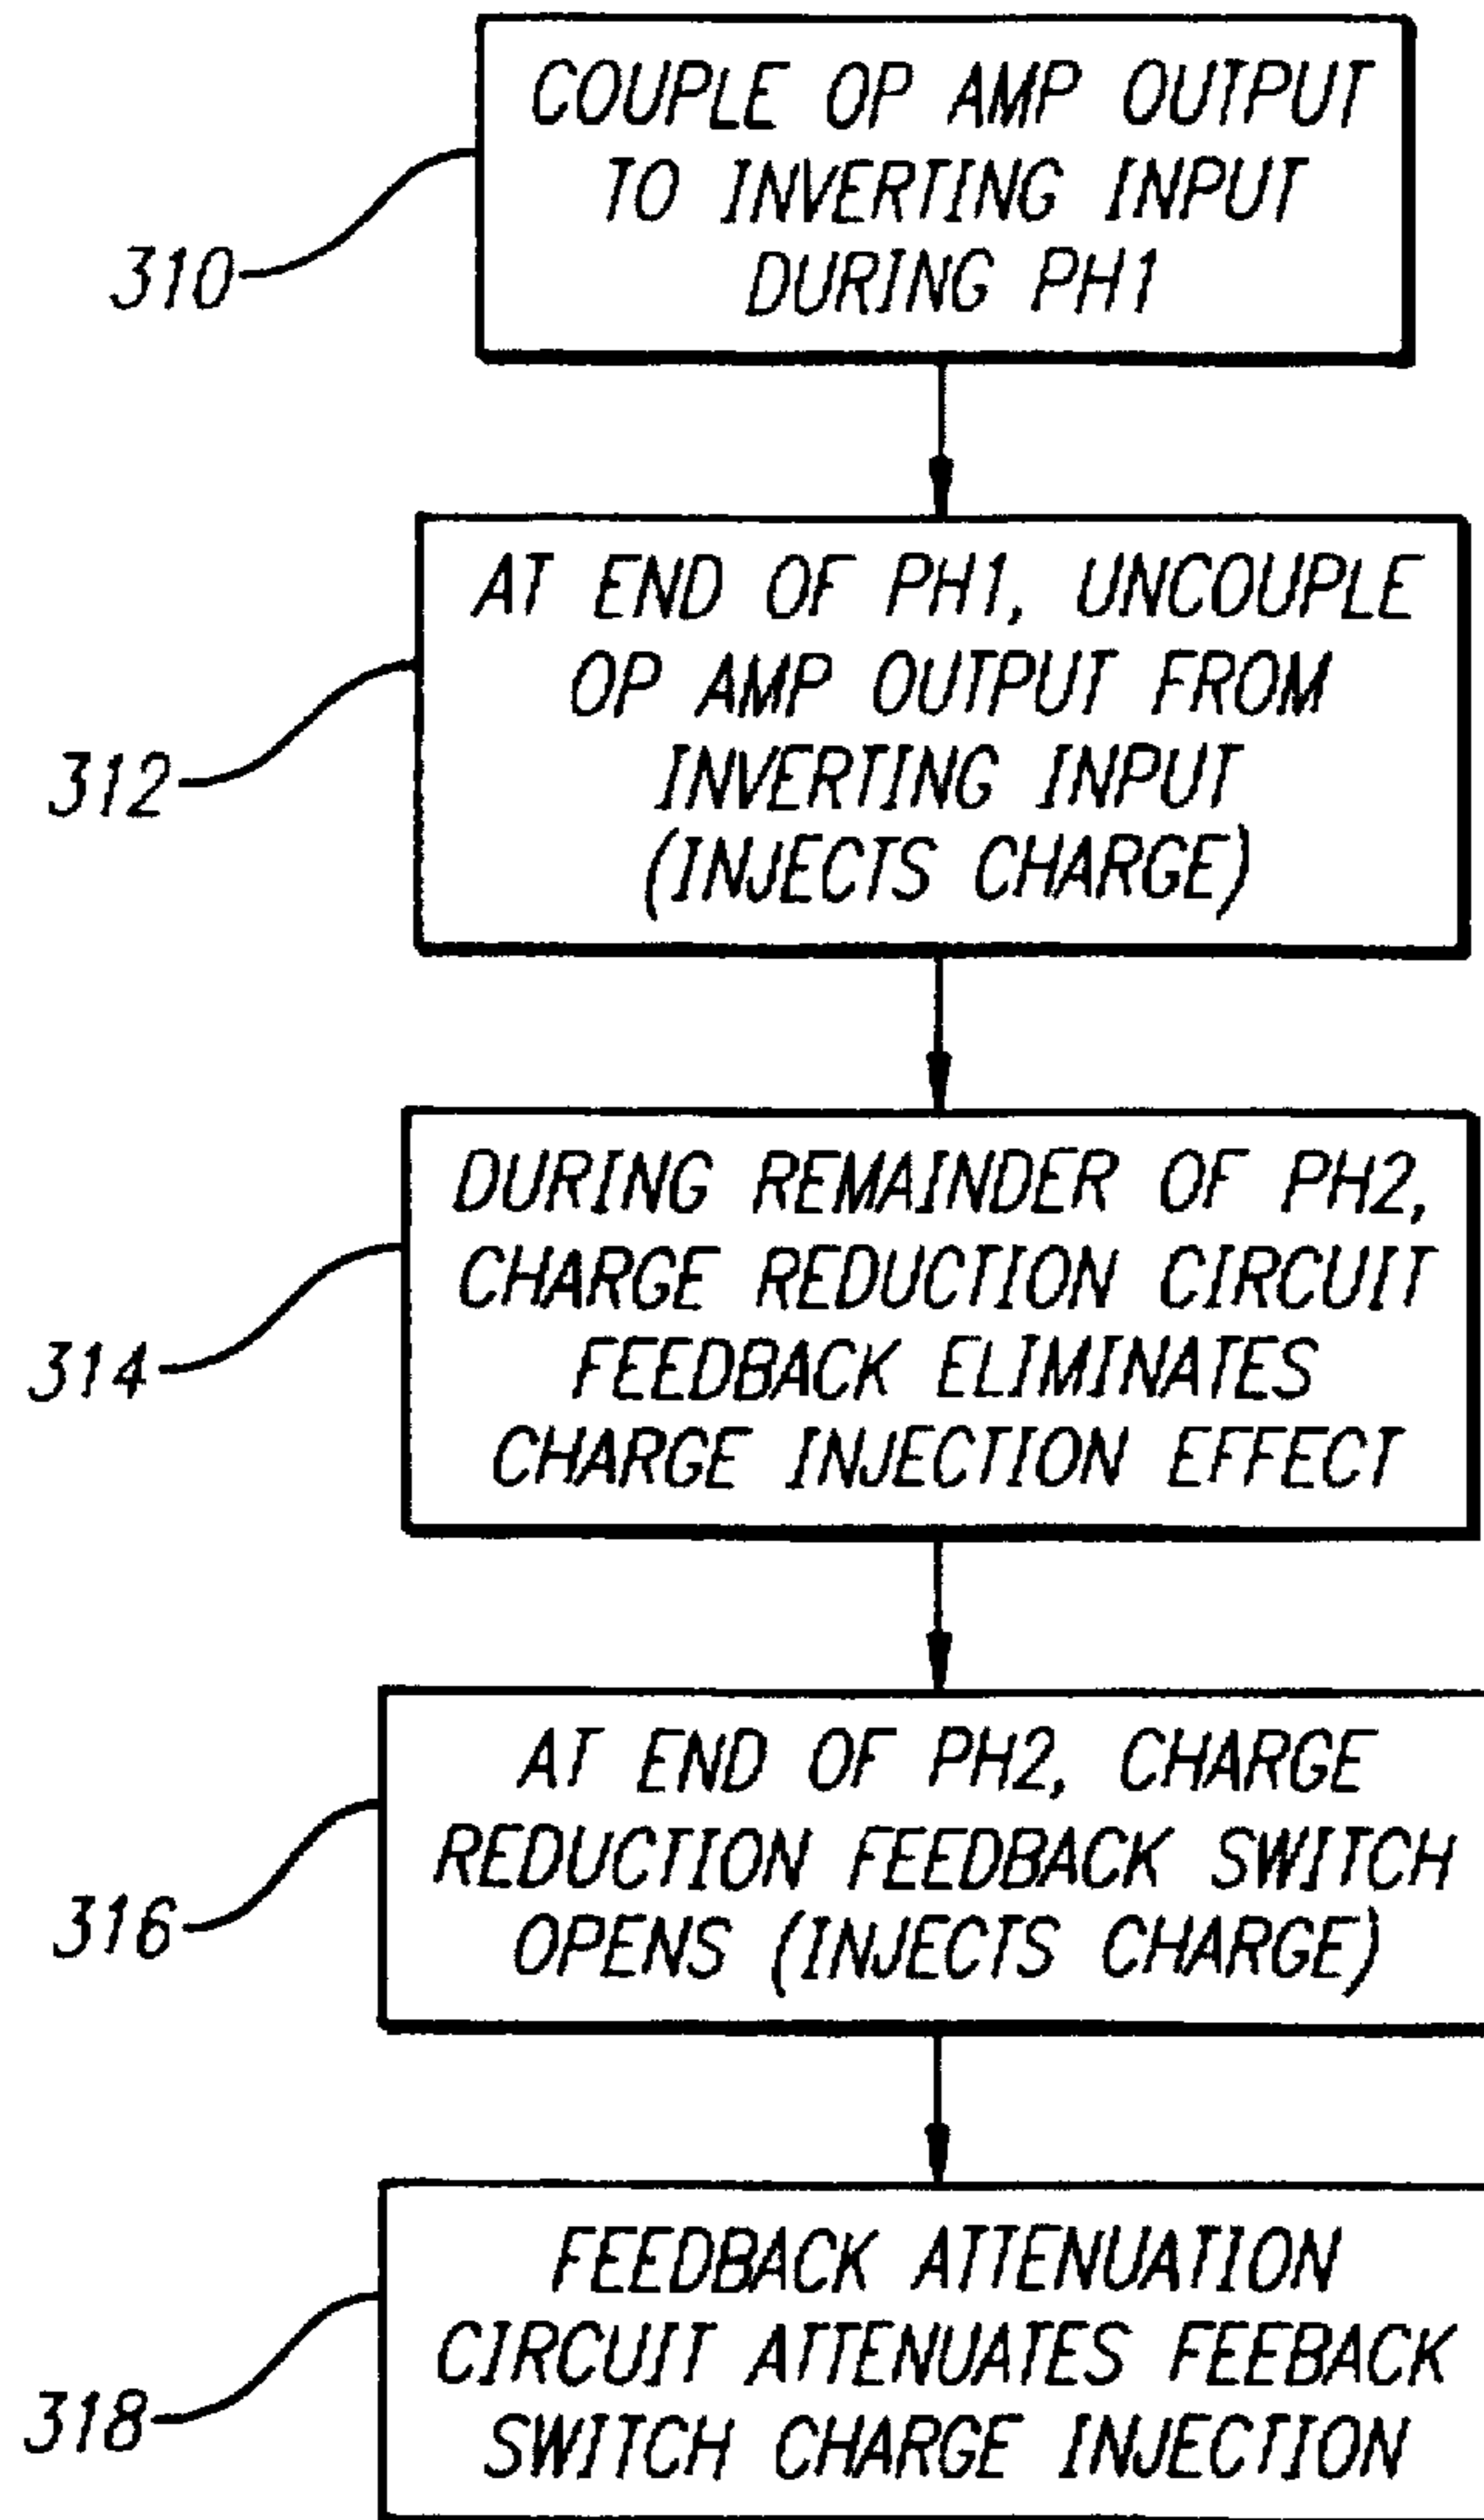 COUPLE OP AMP OUTPUT
TO INVERTING INPUT
DURING PH1
310
AT END OF PH1, UNCOUPLE
OP AMP OUTPUT FROM
INVERTING INPUT
(INJECTS CHARGE)
312
DURING REMAINDER OF PH2,
CHARGE REDUCTION CIRCUIT
FEEDBACK ELIMINATES
CHARGE INJECTION EFFECT
314
AT END OF PH2, CHARGE
REDUCTION FEEDBACK SWITCH
OPENS (INJECTS CHARGE)
316
FEEDBACK ATTENUATION
CIRCUIT ATTENUATES FEEBACK
SWITCH CHARGE INJECTION
318